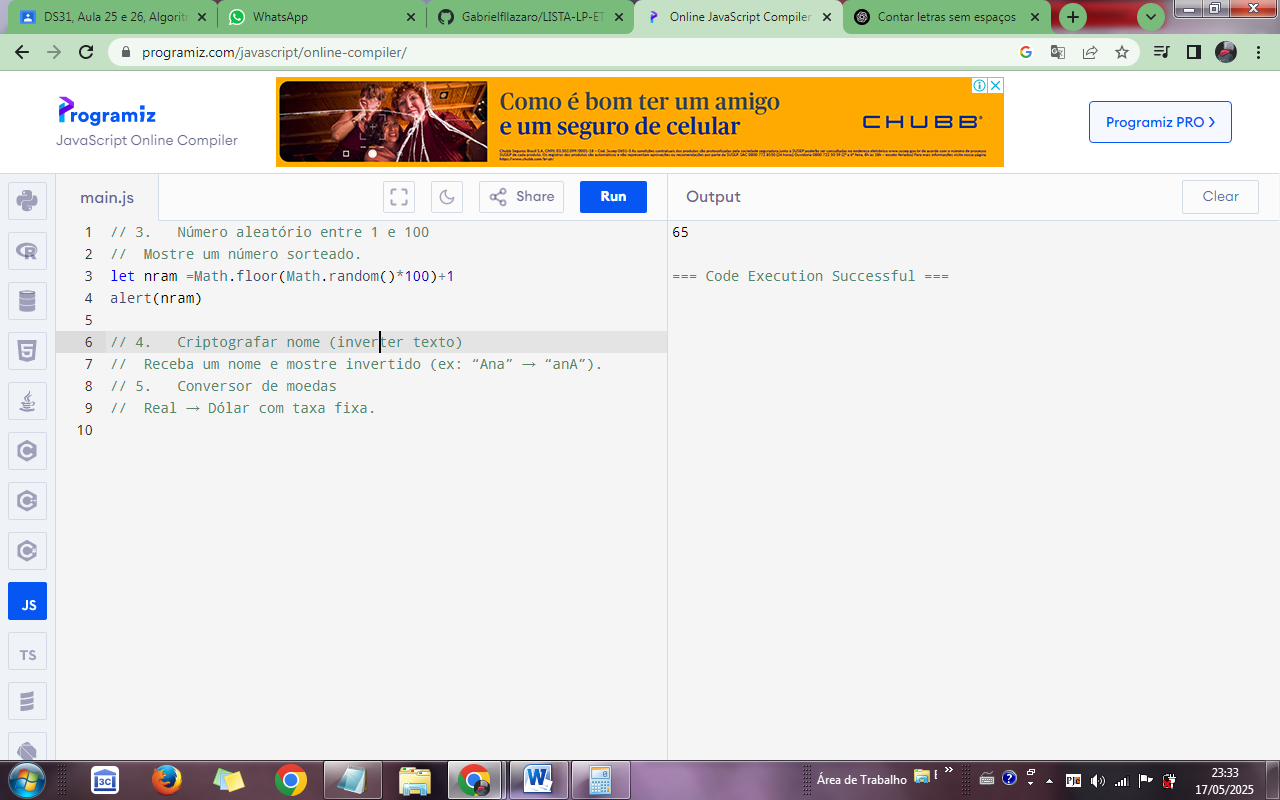 DS31, Aula 25 e 26, Algoritm
WhatsApp
Gabrielfllazaro/LISTA-LP-ET
Online JavaScript Compiler
Contar letras sem espaços
programiz.com/javascript/online-compiler/
Programiz
JavaScript Online Compiler
Como é bom ter um amigo
e um seguro de celular
CHUBB
Programiz PRO
main.js
Share
Run
Output
Clear
1 // 3. Número aleatório entre 1 e 100
2 // Mostre um número sorteado.
3 let nram =Math.floor(Math.random()*100)+1
4 alert(nram)
5
6 // 4. Criptografar nome (inverter texto)
7 // Receba um nome e mostre invertido (ex: “Ana” → “anA”).
8 // 5. Conversor de moedas
9 // Real → Dólar com taxa fixa.
10
65
=== Code Execution Successful ===
JS
TS
Área de Trabalho
23:33
17/05/2025